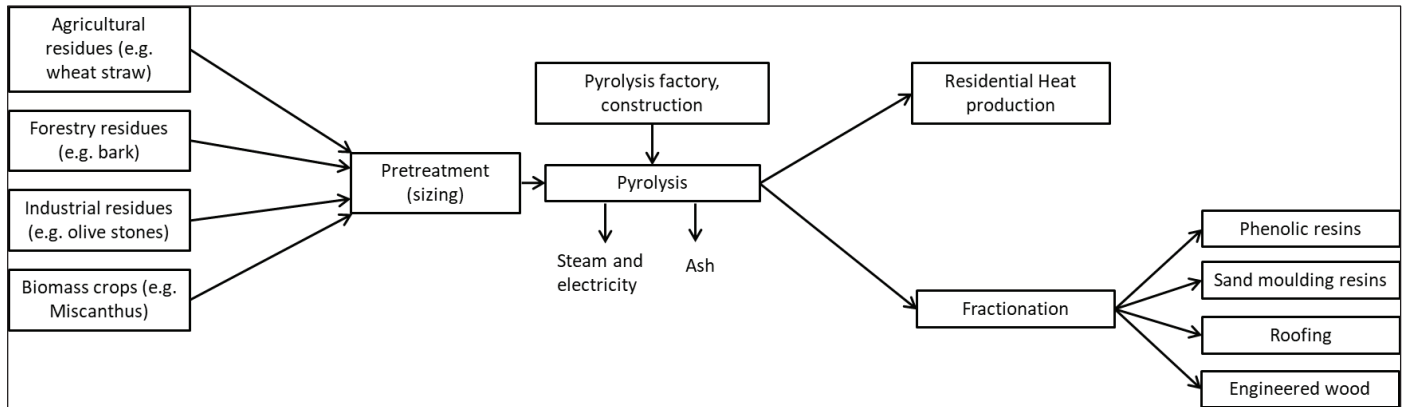 Agricultural
residues (e.g.
wheat straw)
Forestry residues
(e.g. bark)
Industrial residues
(e.g. olive stones)
Biomass crops (e.g.
Miscanthus)
Pretreatment
(sizing)
Pyrolysis factory,
construction
Pyrolysis
Steam and
electricity
Ash
Residential Heat
production
Fractionation
Phenolic resins
Sand moulding resins
Roofing
Engineered wood